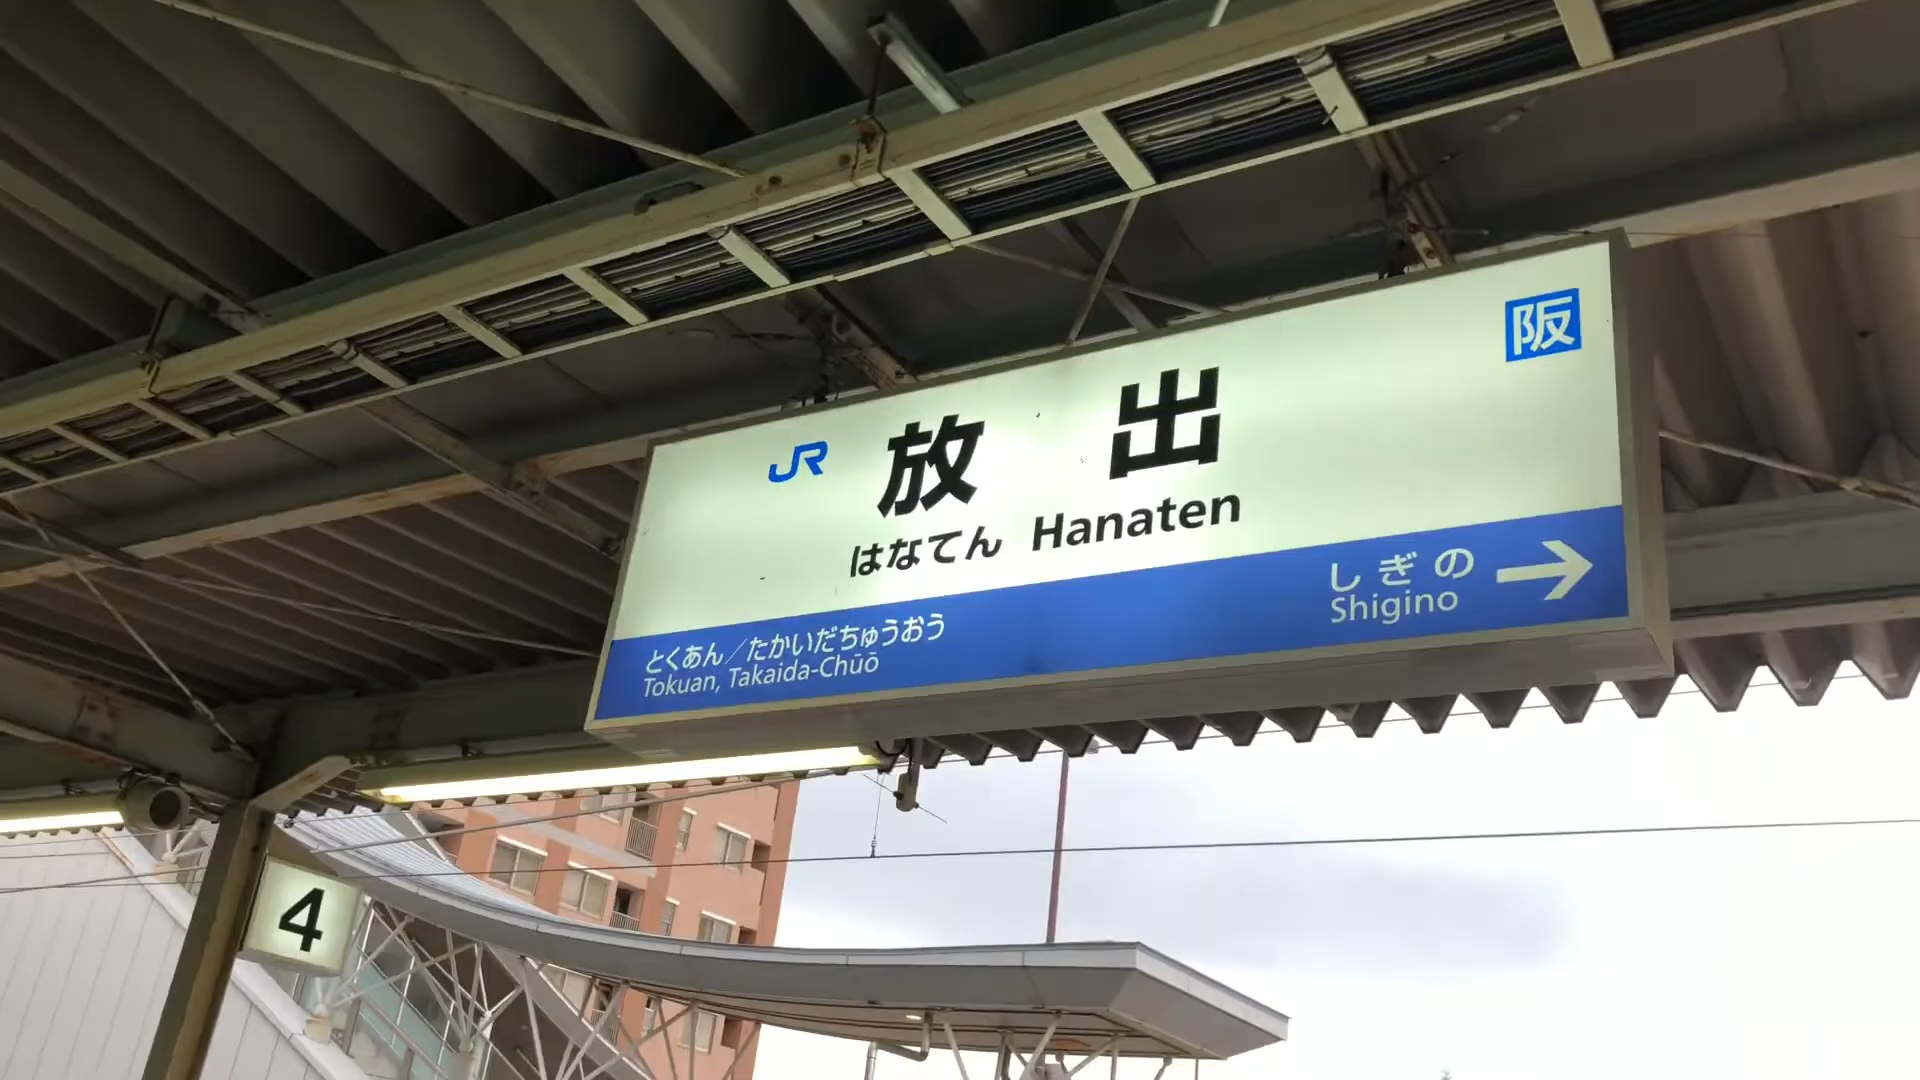 阪
JR 放出
はなてん Hanaten
しぎの →
Shigino
とくあん／たかいだちゅうおう
Tokuan, Takaida-Chūō
4